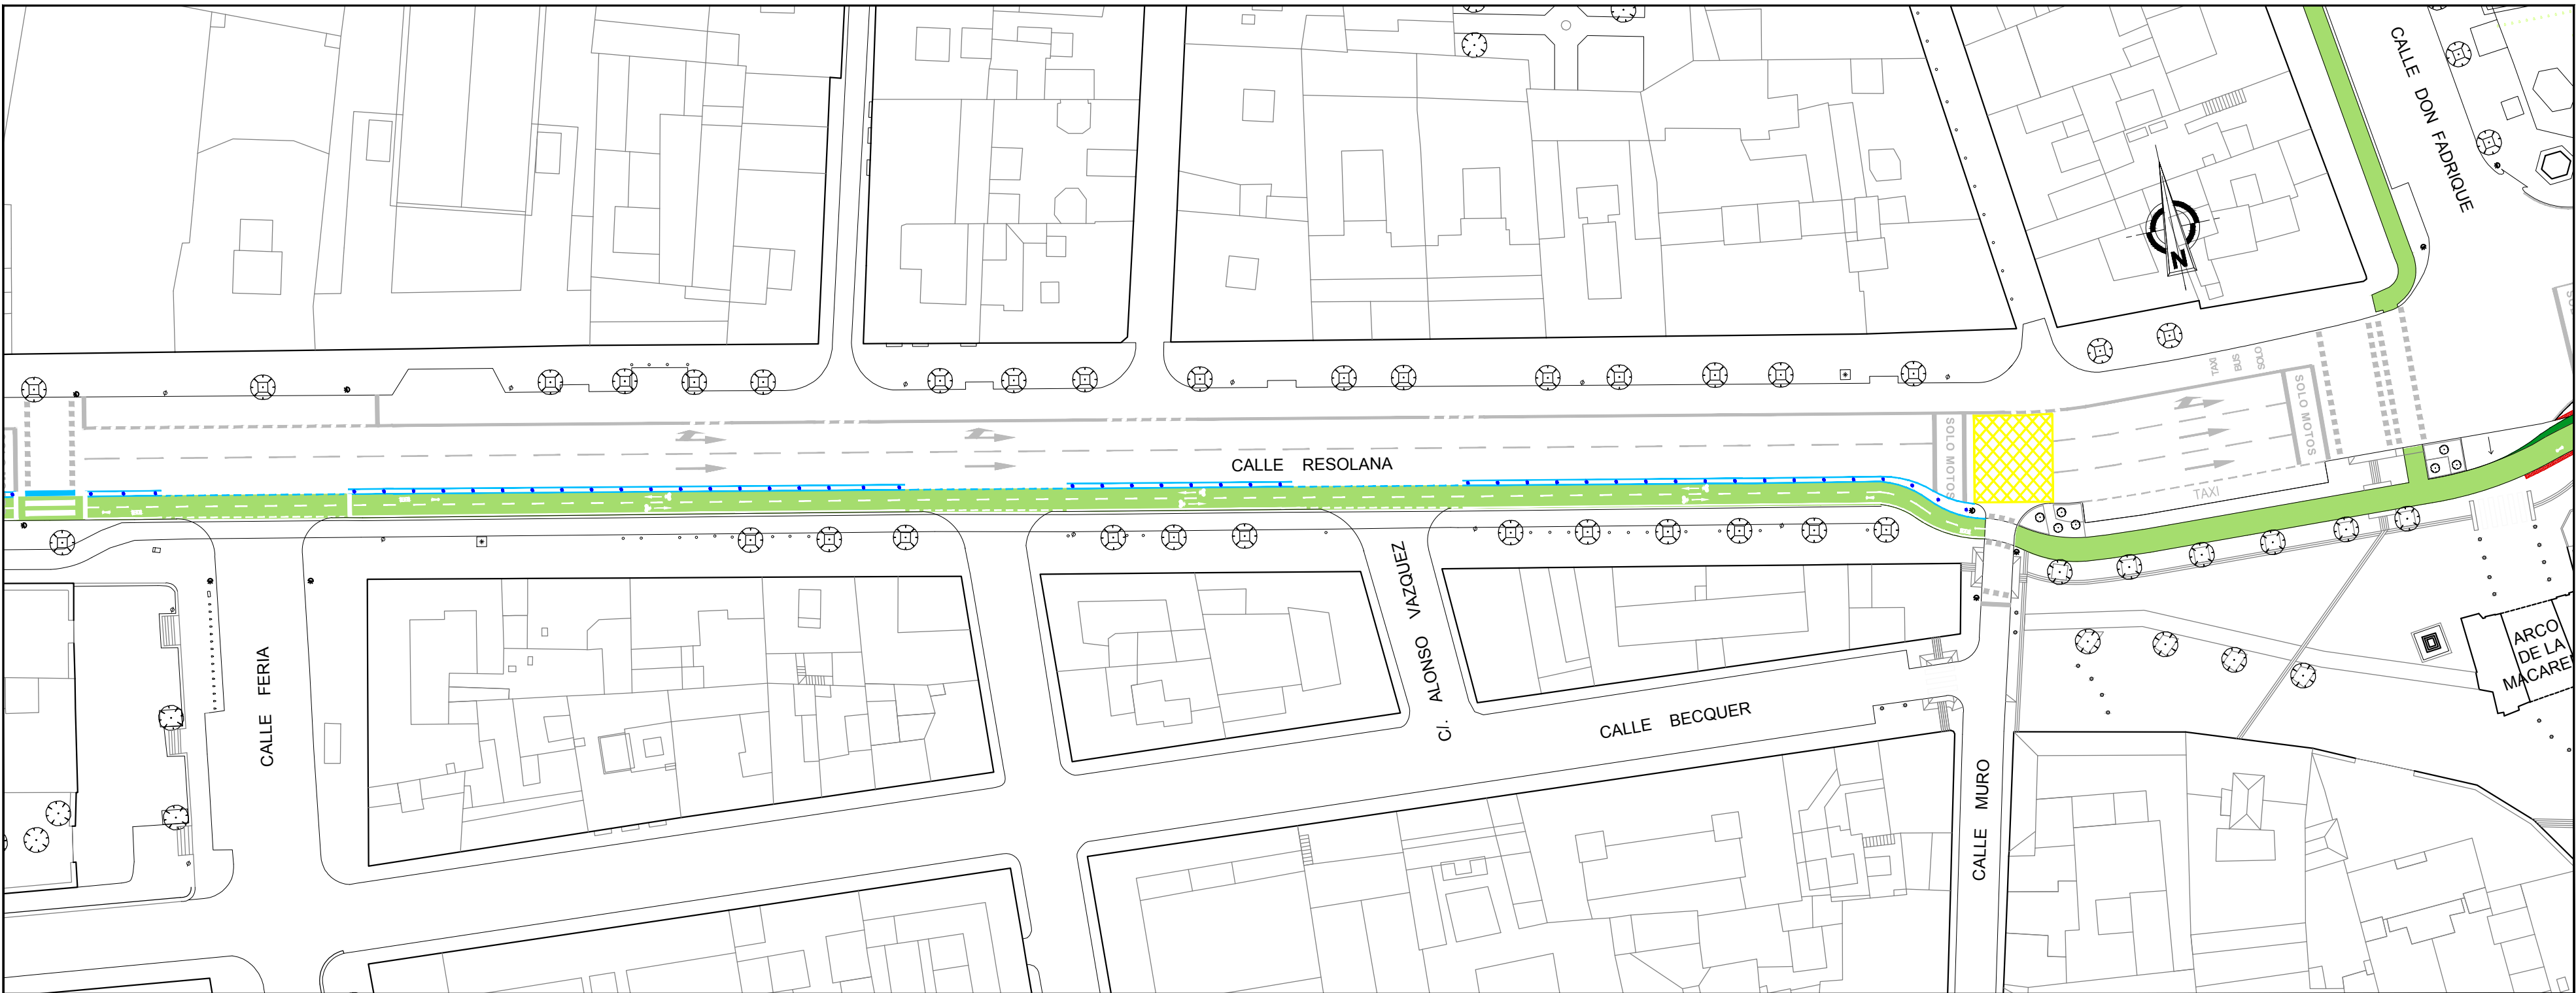 CALLE DON FADRIQUE
N
TAXI
BUS
SOLO
SOLO MOTOS
SOLO MOTOS
CALLE RESOLANA
TAXI
C/. ALONSO VAZQUEZ
CALLE FERIA
CALLE BECQUER
CALLE MURO
ARCO
DE LA
MACARE